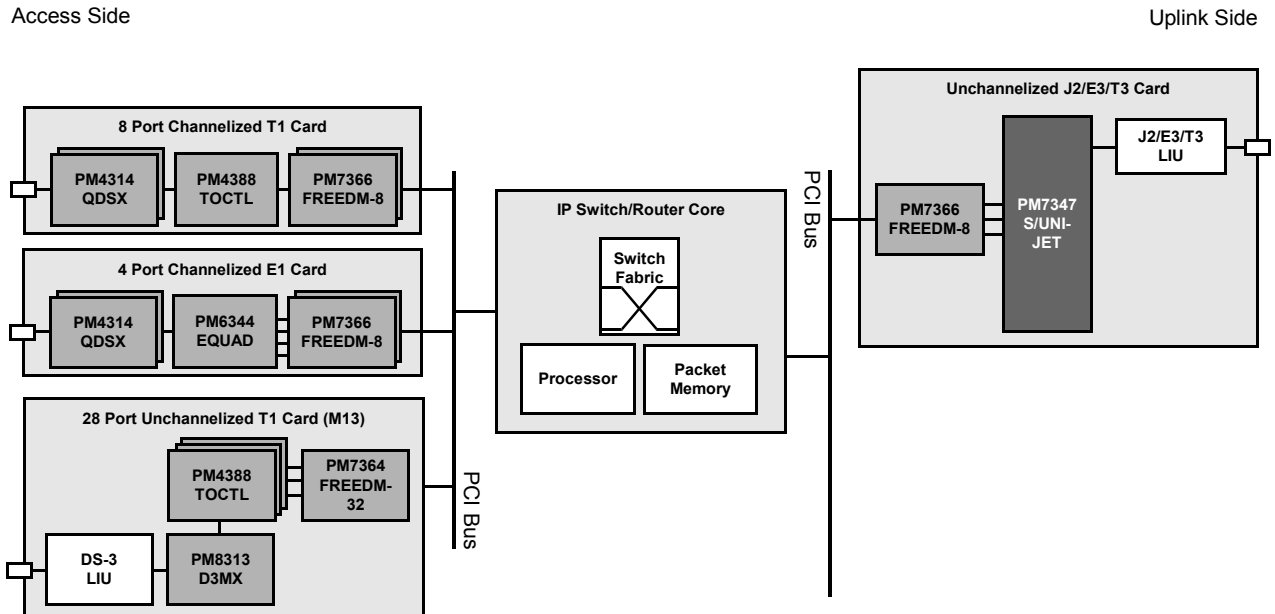 Access Side
Uplink Side
8 Port Channelized T1 Card
PM4314
QDSX
PM4388
TOCTL
PM7366
FREEDM-8
4 Port Channelized E1 Card
PM4314
QDSX
PM6344
EQUAD
PM7366
FREEDM-8
28 Port Unchannelized T1 Card (M13)
PM4388
TOCTL
PM7364
FREEDM-
32
DS-3
LIU
PM8313
D3MX
PCI Bus
IP Switch/Router Core
Switch
Fabric
Processor
Packet
Memory
PCI Bus
Unchannelized J2/E3/T3 Card
PM7366
FREEDM-8
PM7347
S/UNI-
JET
J2/E3/T3
LIU